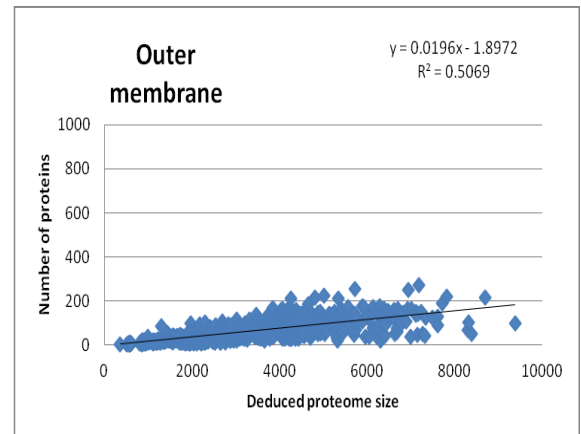 Outer
membrane
y = 0.0196x - 1.8972
R² = 0.5069
Number of proteins
1000
800
600
400
200
0
0 2000 4000 6000 8000 10000
Deduced proteome size